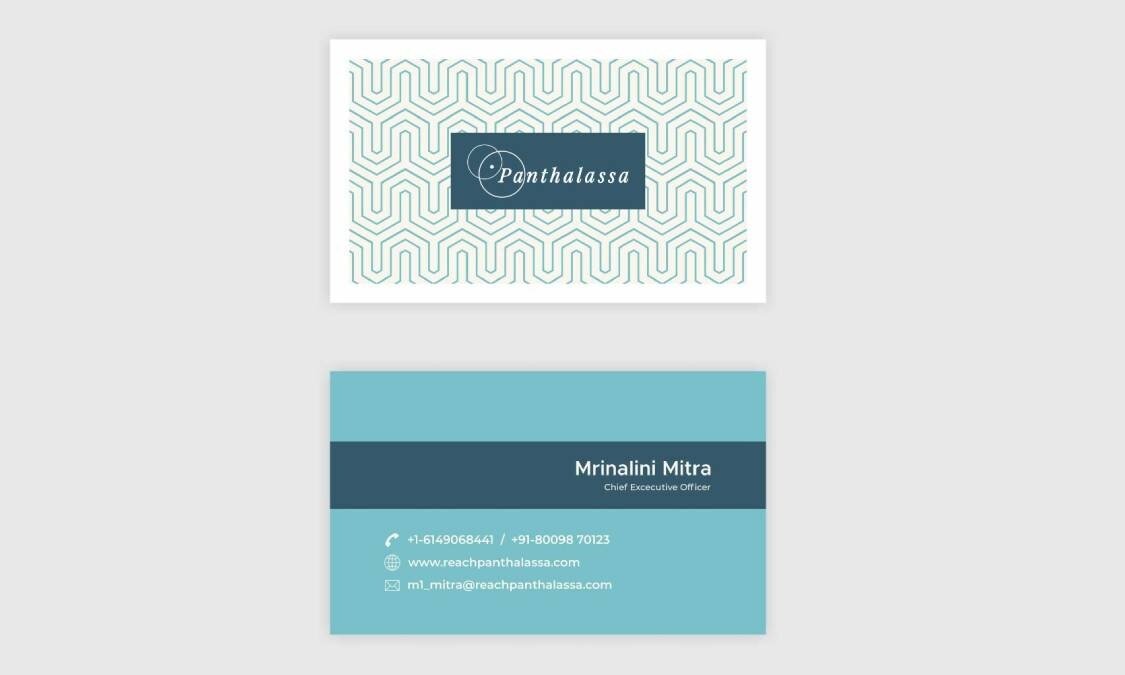 Panthalassa
Mrinalini Mitra
Chief Excecutive Officer
+1-6149068441 / +91-80098 70123
www.reachpanthalassa.com
m1_mitra@reachpanthalassa.com